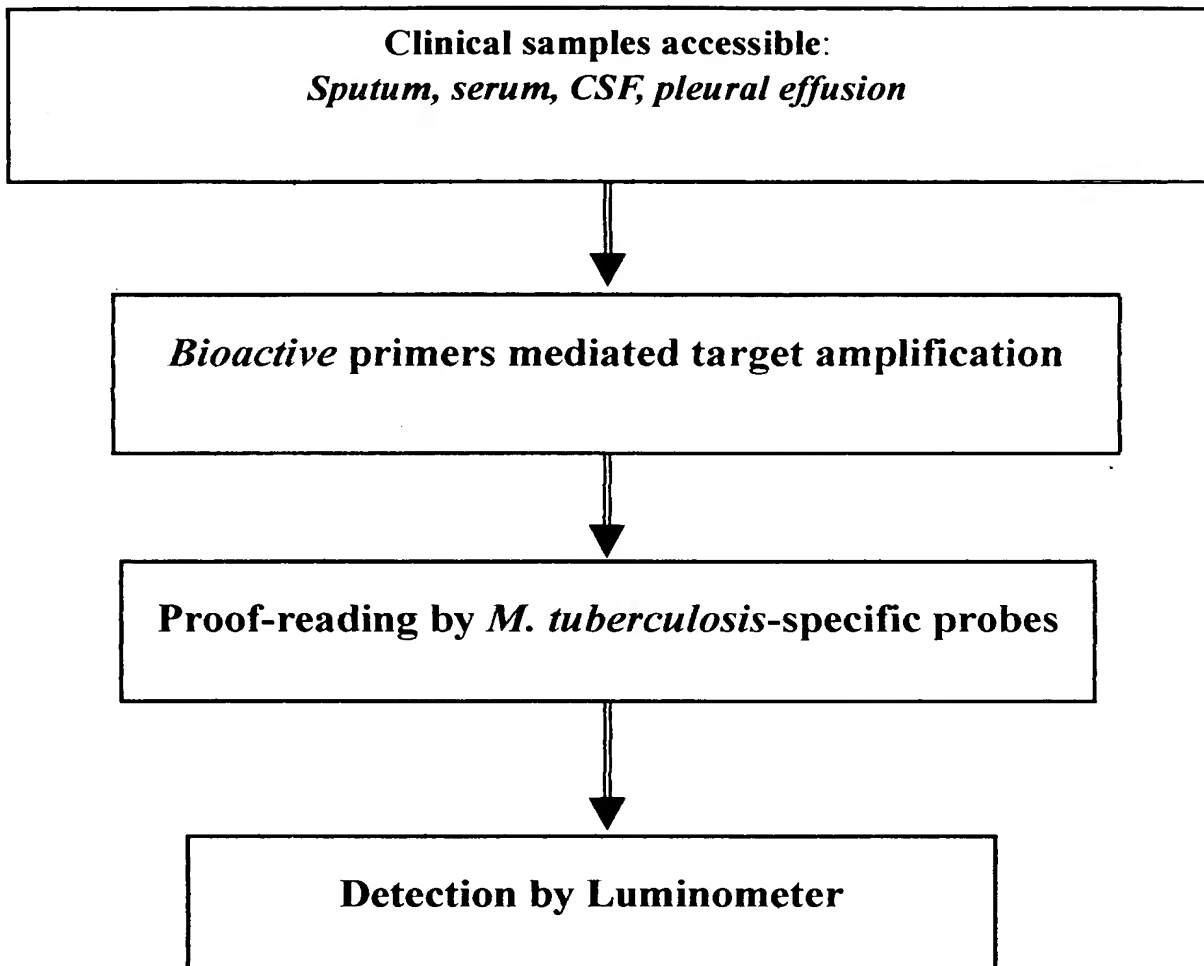 Clinical samples accessible:
Sputum, serum, CSF, pleural effusion
Bioactive primers mediated target amplification
Proof-reading by M. tuberculosis-specific probes
Detection by Luminometer